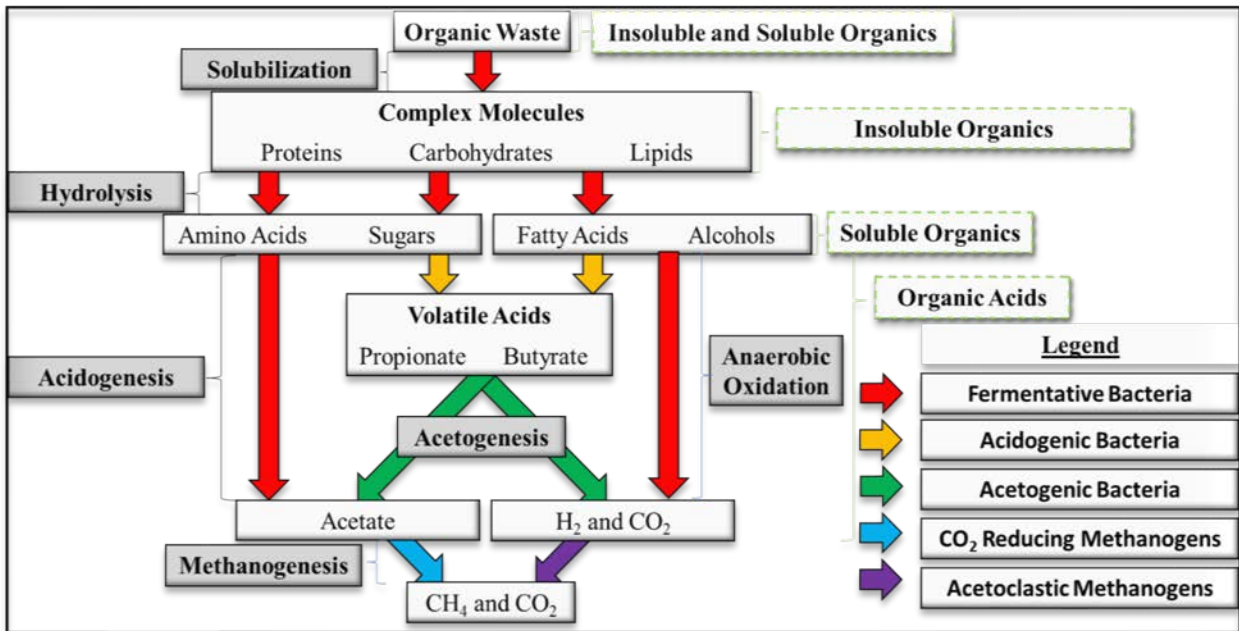 Organic Waste
Insoluble and Soluble Organics
Solubilization
Complex Molecules
Proteins Carbohydrates Lipids
Insoluble Organics
Hydrolysis
Amino Acids Sugars
Fatty Acids Alcohols
Soluble Organics
Organic Acids
Volatile Acids
Propionate Butyrate
Acidogenesis
Anaerobic
Oxidation
Acetogenesis
Acetate
H₂ and CO₂
Methanogenesis
CH₄ and CO₂
Legend
Fermentative Bacteria
Acidogenic Bacteria
Acetogenic Bacteria
CO₂ Reducing Methanogens
Acetoclastic Methanogens